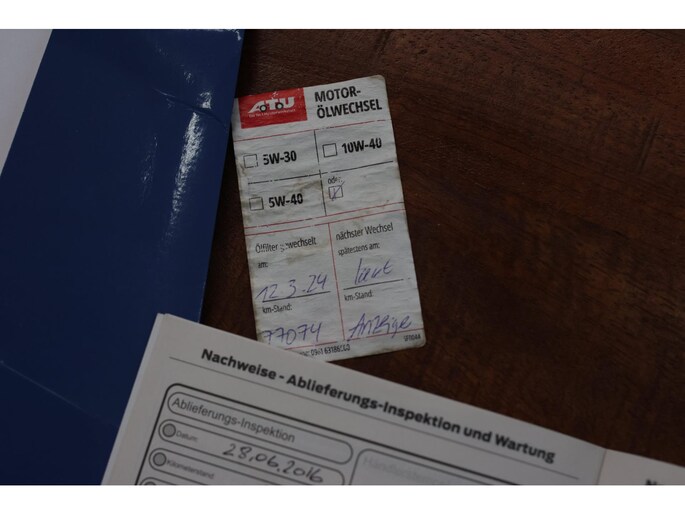 A.T.U
MOTOR-
ÖLWECHSEL
5W-30
10W-40
5W-40
oder
Ölfilter gewechselt
am:
12.3.24
km-Stand:
77074
nächster Wechsel
spätestens am:
laut
km-Stand:
Anzeige
Nachweise - Ablieferungs-Inspektion und Wartung
Ablieferungs-Inspektion
Datum:
28.06.2016
Kilometerstand: